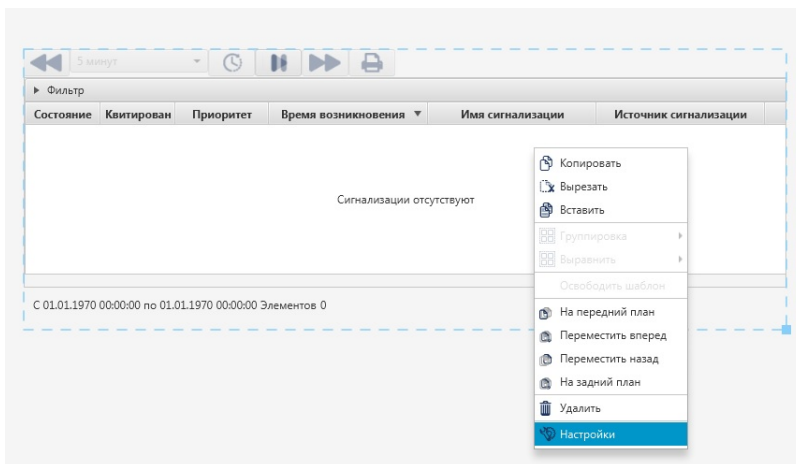 5 минут
Фильтр
Состояние Квитирован Приоритет Время возникновения Имя сигнализации Источник сигнализации
Сигнализации отсутствуют
С 01.01.1970 00:00:00 по 01.01.1970 00:00:00 Элементов 0
Копировать
Вырезать
Вставить
Группировка
Выравнить
Освободить шаблон
На передний план
Переместить вперед
Переместить назад
На задний план
Удалить
Настройки